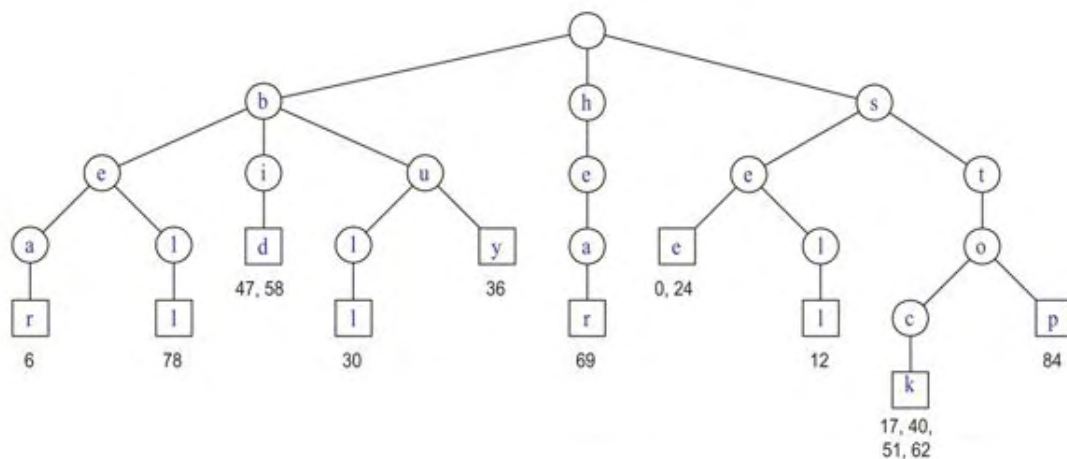 b h s
e i u e e t
a l d l y a e l o
47, 58 36 0, 24
r l l r l c p
6 78 30 69 12 84
k
17, 40,
51, 62